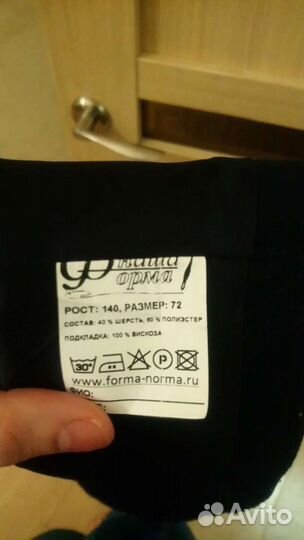 наша
форма
РОСТ: 140, РАЗМЕР: 72
СОСТАВ: 40 % ШЕРСТЬ, 60 % ПОЛИЭСТЕР
ПОДКЛАДКА: 100 % ВИСКОЗА
30°
P
www.forma-norma.ru
ФИО:
Avito